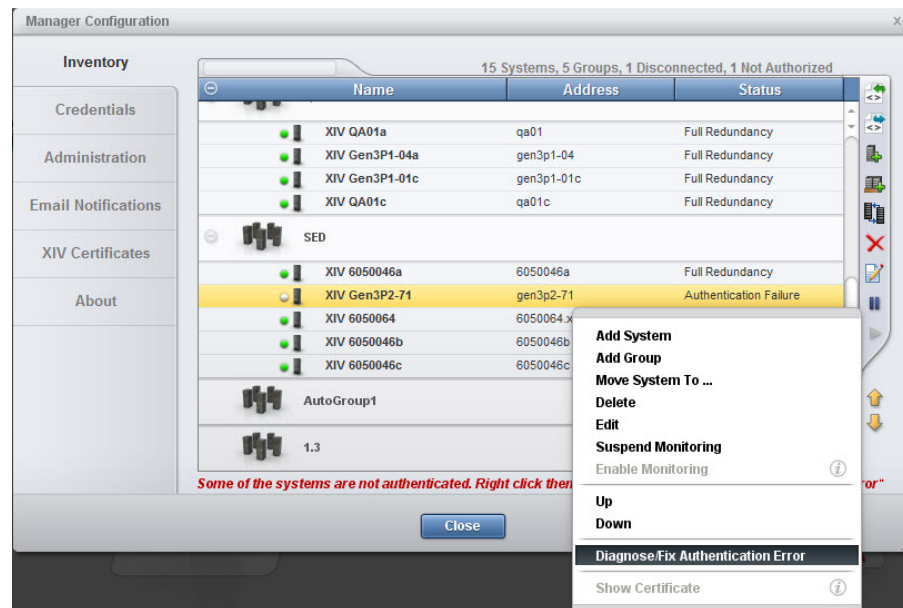 Manager Configuration x
Inventory
Credentials
Administration
Email Notifications
XIV Certificates
About
15 Systems, 5 Groups, 1 Disconnected, 1 Not Authorized
Name Address Status
XIV QA01a qa01 Full Redundancy
XIV Gen3P1-04a gen3p1-04 Full Redundancy
XIV Gen3P1-01c gen3p1-01c Full Redundancy
XIV QA01c qa01c Full Redundancy
SED
XIV 6050046a 6050046a Full Redundancy
XIV Gen3P2-71 gen3p2-71 Authentication Failure
XIV 6050064 6050064.x
XIV 6050046b 6050046b
XIV 6050046c 6050046c
AutoGroup1
1.3
Some of the systems are not authenticated. Right click then or"
Close
Add System
Add Group
Move System To ...
Delete
Edit
Suspend Monitoring
Enable Monitoring
Up
Down
Diagnose/Fix Authentication Error
Show Certificate